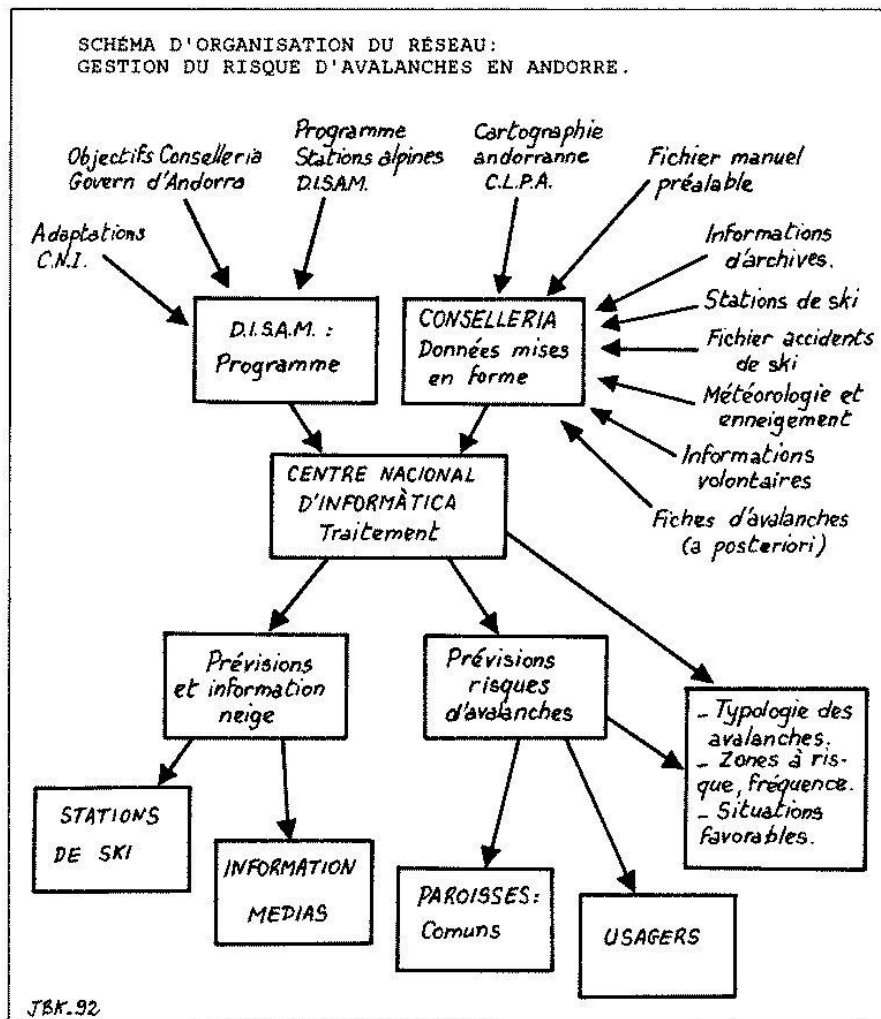 SCHÉMA D'ORGANISATION DU RÉSEAU:
GESTION DU RISQUE D'AVALANCHES EN ANDORRE.
Objectifs Conselleria
Govern d'Andorra
Programme
Stations alpines
D.I.S.A.M.
Cartographie
andorranne
C.L.P.A.
Fichier manuel
préalable
Adaptations
C.N.I.
Informations
d'archives.
Stations de ski
Fichier accidents
de ski
Météorologie et
enneigement
Informations
volontaires
Fiches d'avalanches
(a posteriori)
D.I.S.A.M. :
Programme
CONSELLERIA
Données mises
en forme
CENTRE NACIONAL
D'INFORMÀTICA
Traitement
Prévisions
et information
neige
Prévisions
risques
d'avalanches
- Typologie des
avalanches.
- Zones à ris-
que, fréquence.
- Situations
favorables.
STATIONS
DE SKI
INFORMATION
MEDIAS
PAROISSES:
Comuns
USAGERS
JBK.92